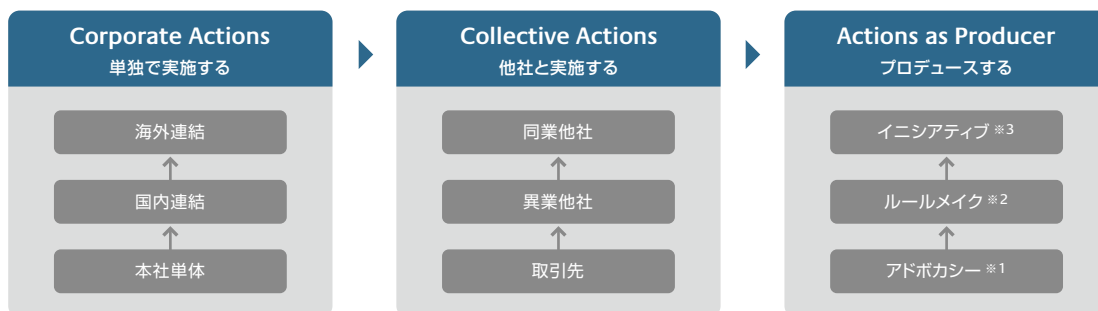 Corporate Actions
単独で実施する
海外連結
国内連結
本社単体
Collective Actions
他社と実施する
同業他社
異業他社
取引先
Actions as Producer
プロデュースする
イニシアティブ ※3
ルールメイク ※2
アドボカシー ※1